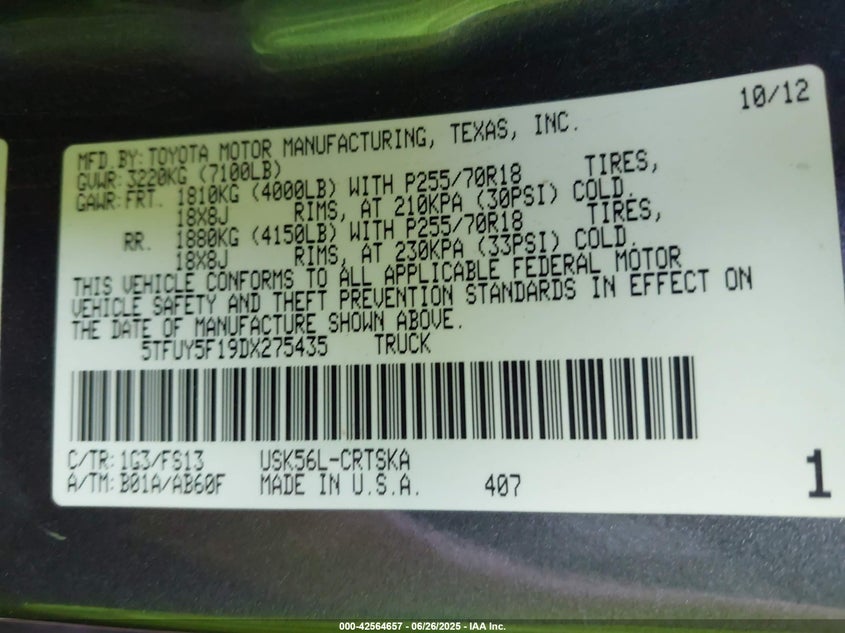 10/12
MFD.BY:TOYOTA MOTOR MANUFACTURING, TEXAS, INC.
GVWR:3220KG (7100LB)
GAWR:FRT. 1810KG (4000LB) WITH P255/70R18 TIRES,
18X8J RIMS, AT 210KPA (30PSI) COLD.
RR. 1880KG (4150LB) WITH P255/70R18 TIRES,
18X8J RIMS, AT 230KPA (33PSI) COLD.
THIS VEHICLE CONFORMS TO ALL APPLICABLE FEDERAL MOTOR
VEHICLE SAFETY AND THEFT PREVENTION STANDARDS IN EFFECT ON
THE DATE OF MANUFACTURE SHOWN ABOVE.
5TFUY5F19DX275435 TRUCK
C/TR:1G3/FS13 USK56L-CRTSKA
A/TM:B01A/AB60F MADE IN U.S.A. 407 1
000-42564657 - 06/26/2025 - IAA Inc.